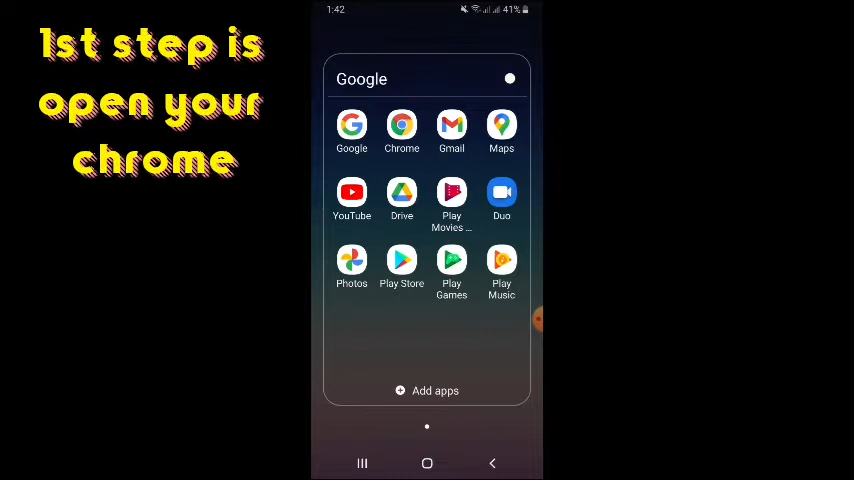 1st step is
open your
chrome
1:42
41%
Google
Google
Chrome
Gmail
Maps
YouTube
Drive
Play
Movies ...
Duo
Photos
Play Store
Play
Games
Play
Music
Add apps